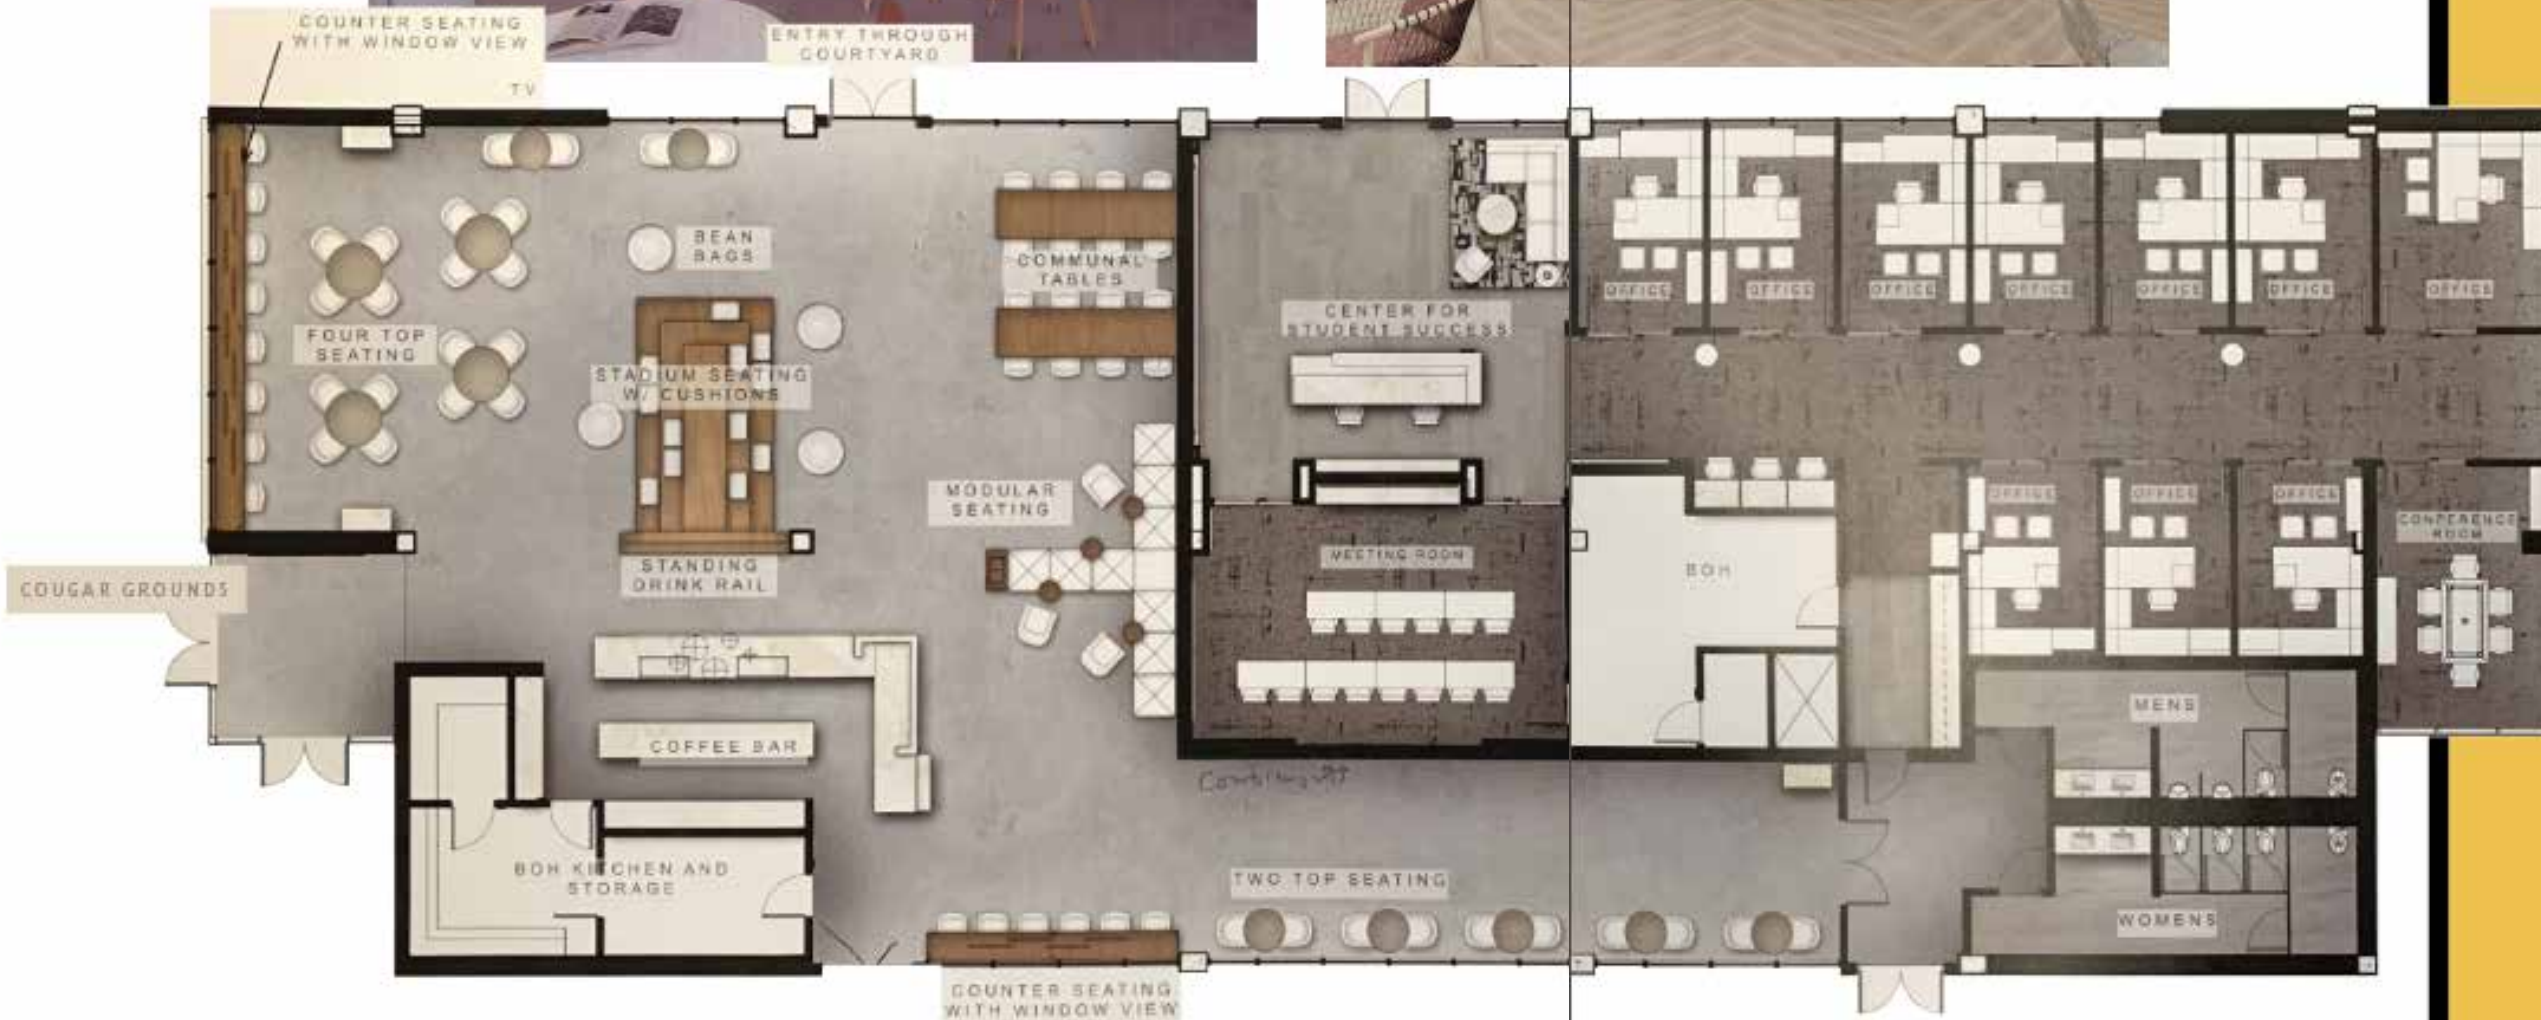 COUNTER SEATING
WITH WINDOW VIEW
TV
ENTRY THROUGH
COURTYARD
BEAN
BAGS
COMMUNAL
TABLES
FOUR TOP
SEATING
STADIUM SEATING
W/ CUSHIONS
CENTER FOR
STUDENT SUCCESS
OFFICE
OFFICE
OFFICE
OFFICE
OFFICE
OFFICE
OFFICE
MODULAR
SEATING
OFFICE
OFFICE
OFFICE
CONFERENCE
ROOM
MEETING ROOM
BOH
STANDING
DRINK RAIL
COUGAR GROUNDS
MENS
COFFEE BAR
BOH KITCHEN AND
STORAGE
TWO TOP SEATING
WOMENS
COUNTER SEATING
WITH WINDOW VIEW